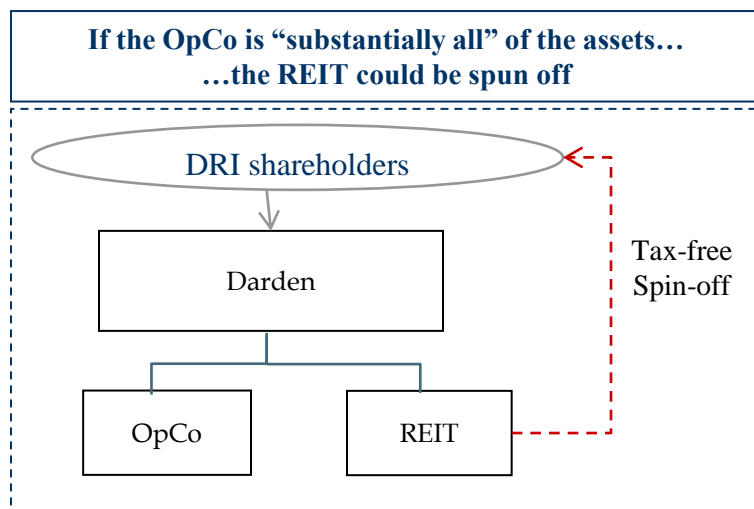 If the OpCo is “substantially all” of the assets…
…the REIT could be spun off
DRI shareholders
Darden
Tax-free
Spin-off
OpCo
REIT